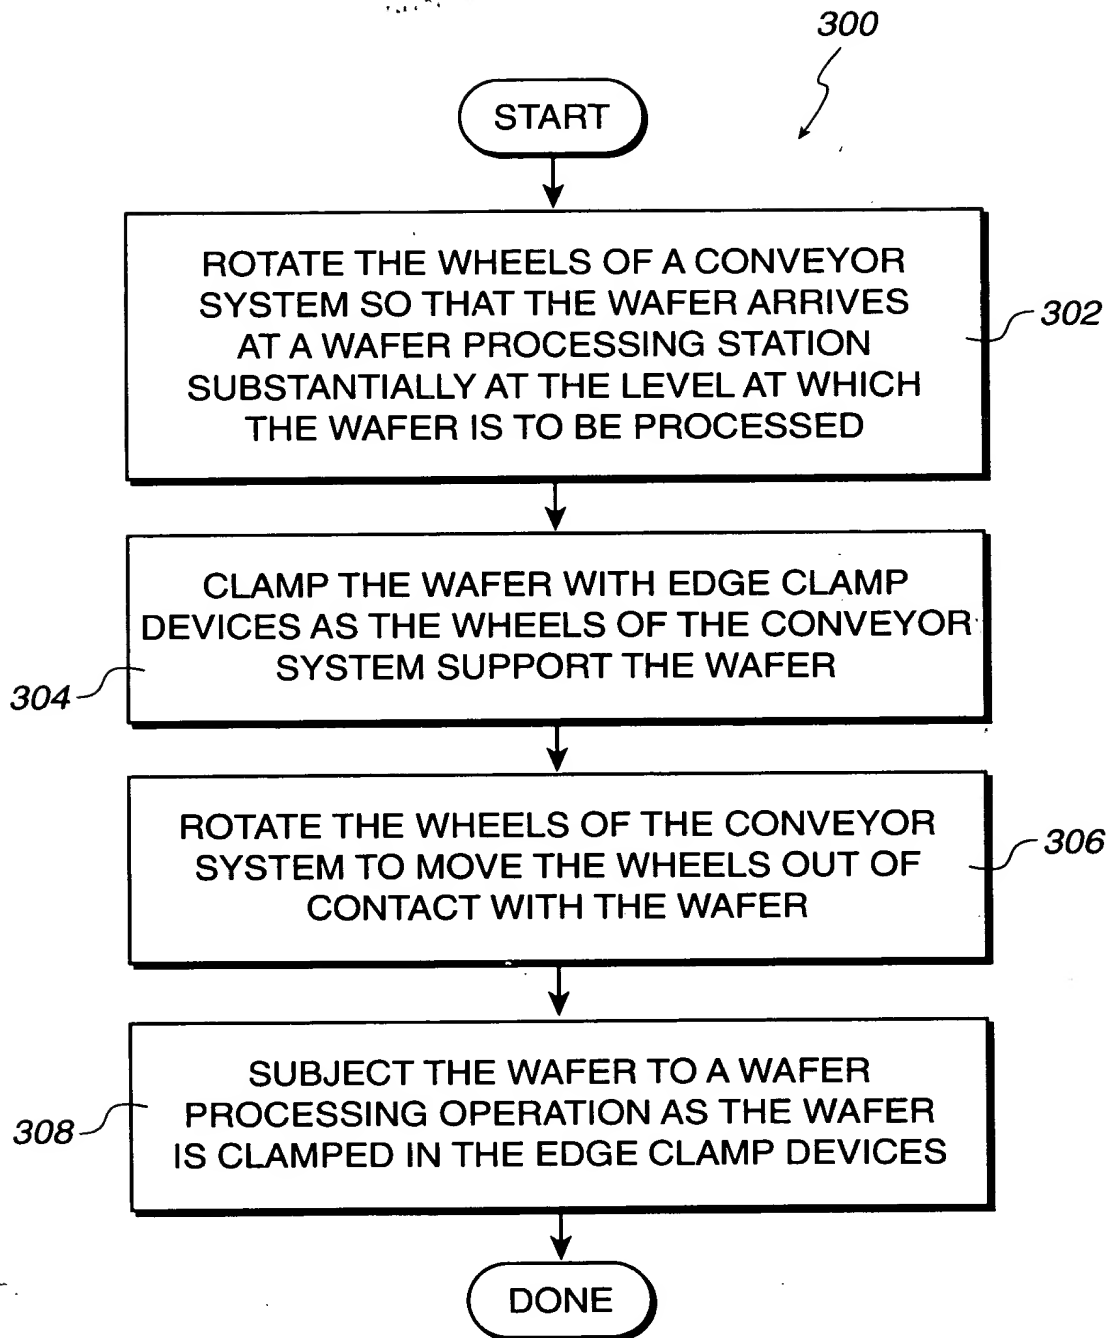 300
START
ROTATE THE WHEELS OF A CONVEYOR
SYSTEM SO THAT THE WAFER ARRIVES
AT A WAFER PROCESSING STATION
SUBSTANTIALLY AT THE LEVEL AT WHICH
THE WAFER IS TO BE PROCESSED
302
CLAMP THE WAFER WITH EDGE CLAMP
DEVICES AS THE WHEELS OF THE CONVEYOR
SYSTEM SUPPORT THE WAFER
304
ROTATE THE WHEELS OF THE CONVEYOR
SYSTEM TO MOVE THE WHEELS OUT OF
CONTACT WITH THE WAFER
306
SUBJECT THE WAFER TO A WAFER
PROCESSING OPERATION AS THE WAFER
IS CLAMPED IN THE EDGE CLAMP DEVICES
308
DONE